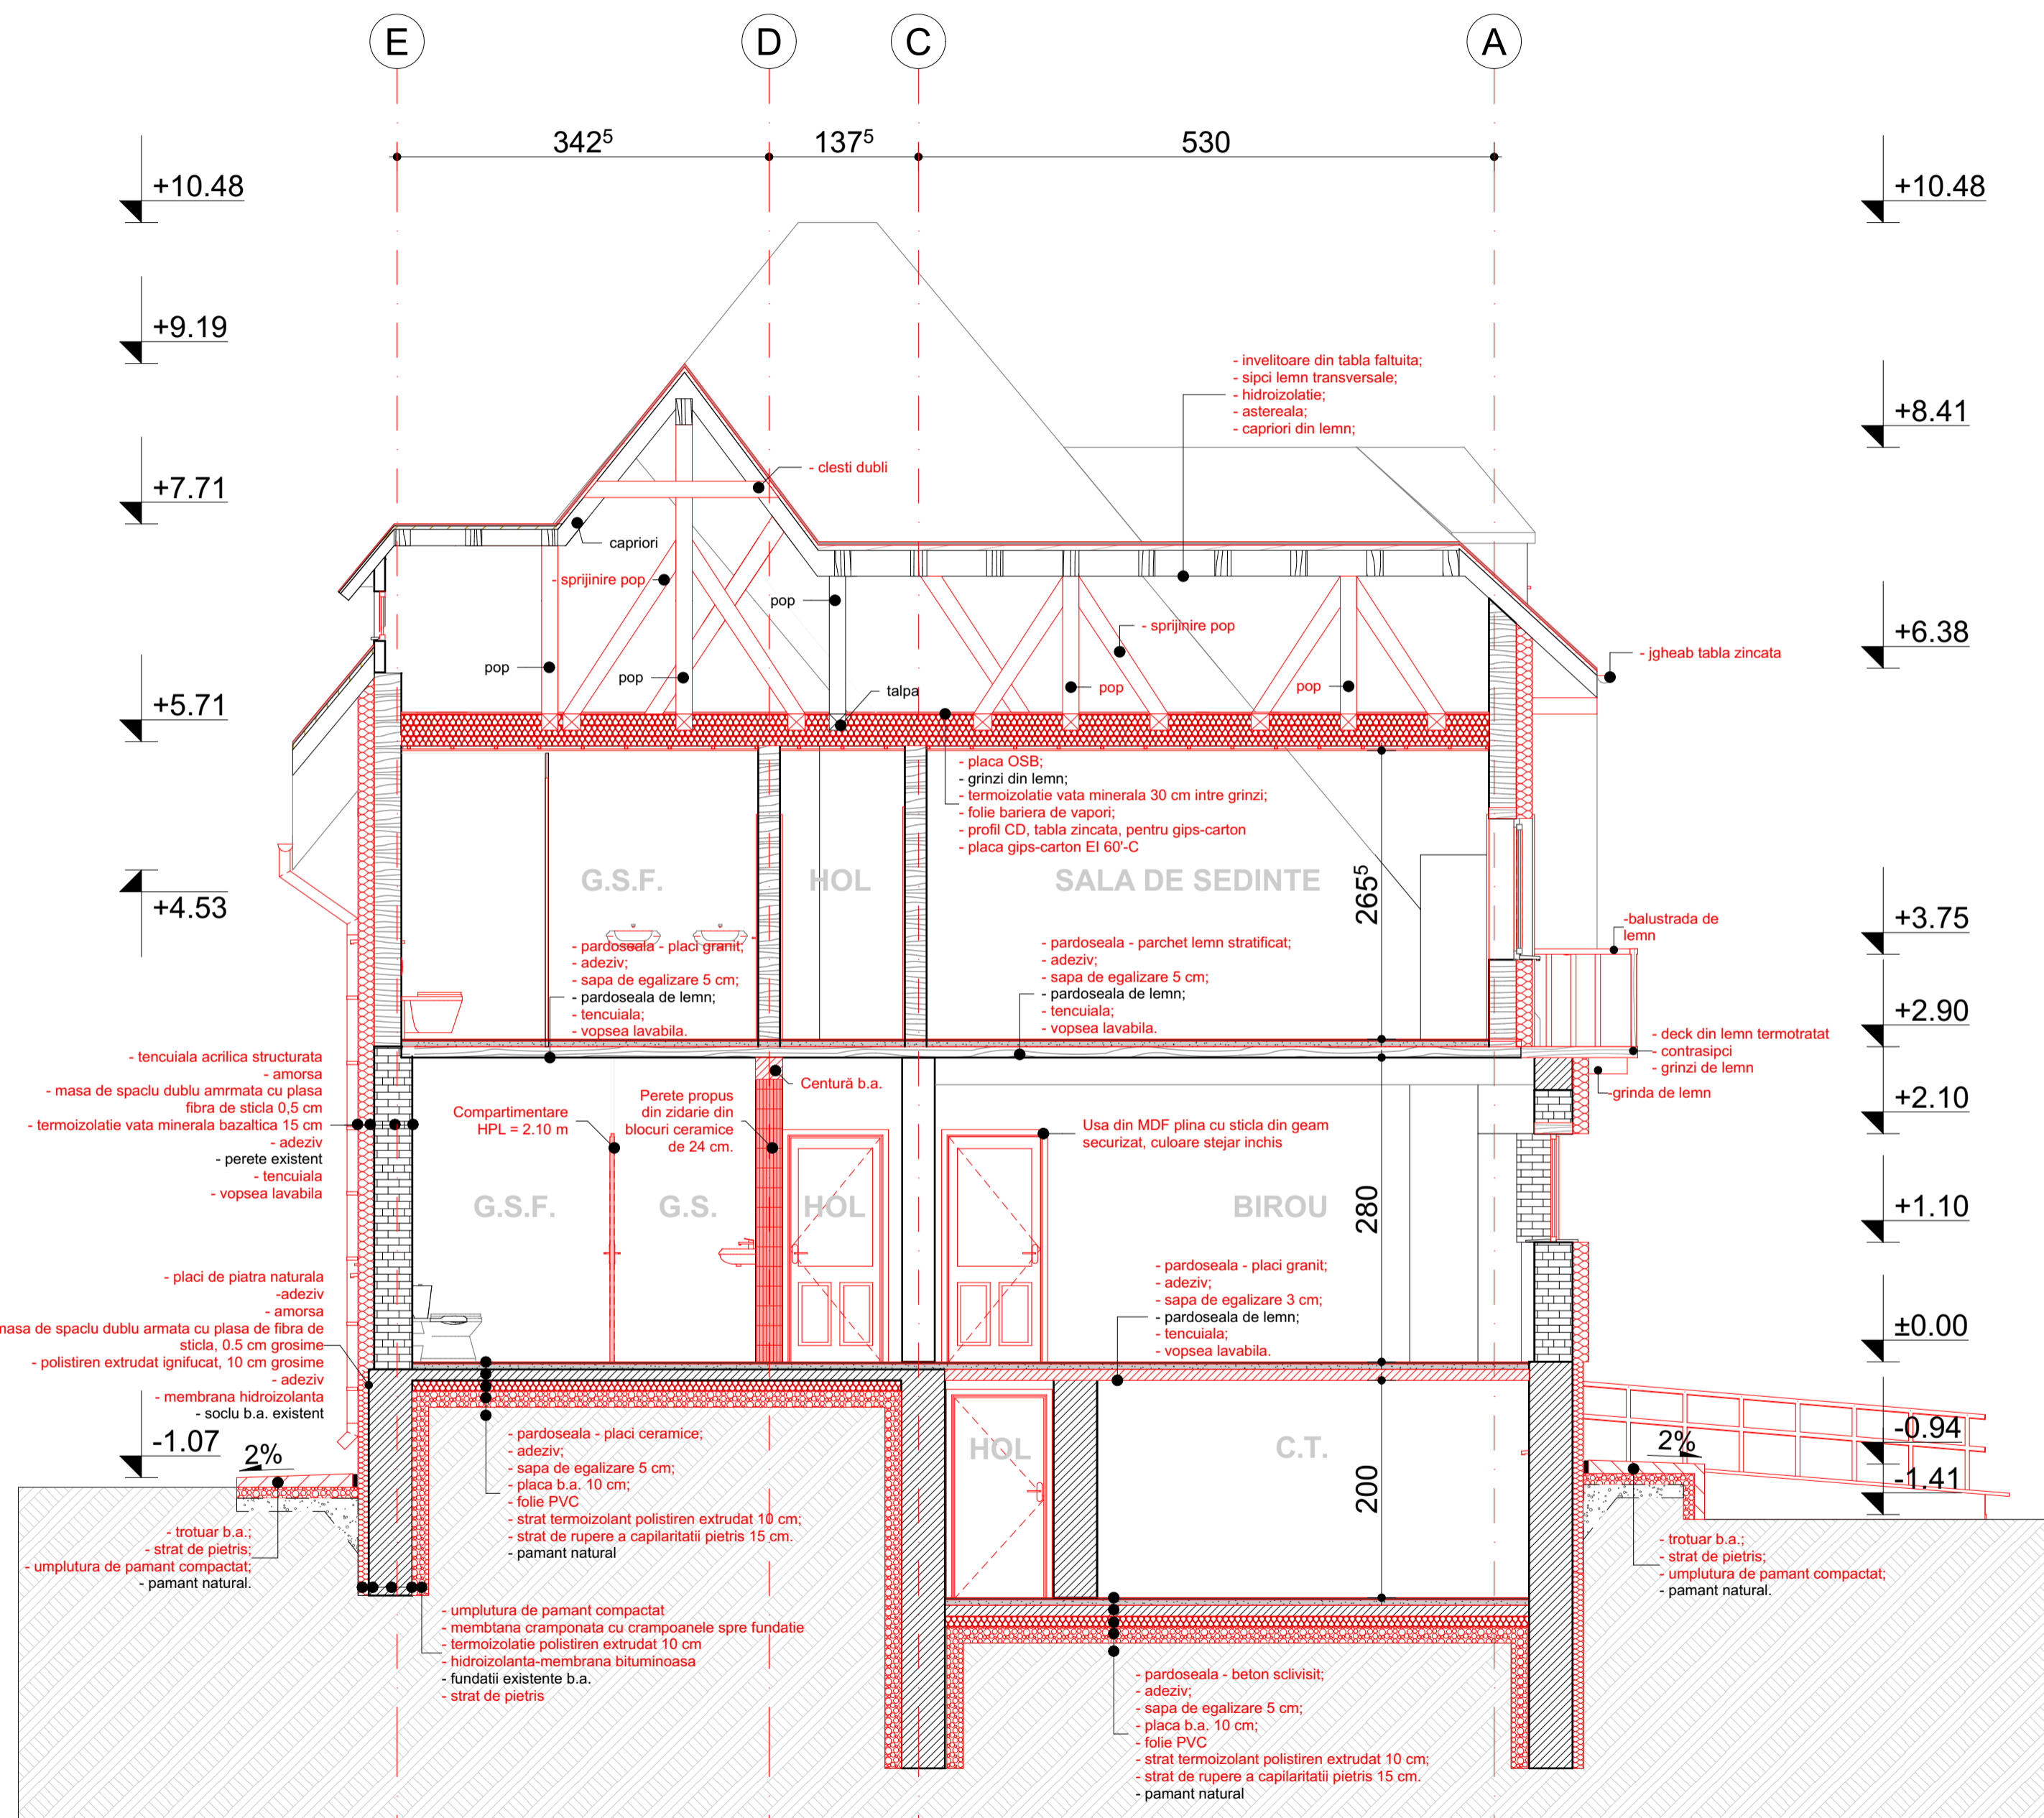 E
D
C
A
342⁵
137⁵
530
+10.48
+10.48
+9.19
- invelitoare din tabla faltuita;
- sipci lemn transversale;
- hidroizolatie;
- astereala;
- capriori din lemn;
+8.41
- clesti dubli
+7.71
capriori
- sprijinire pop
pop
- sprijinire pop
+6.38
- jgheab tabla zincata
pop
pop
pop
pop
talpa
+5.71
- placa OSB;
- grinzi din lemn;
- termoizolatie vata minerala 30 cm intre grinzi;
- folie bariera de vapori;
- profil CD, tabla zincata, pentru gips-carton
- placa gips-carton EI 60'-C
G.S.F.
HOL
SALA DE SEDINTE
265⁵
+4.53
+3.75
-balustrada de
lemn
- pardoseala - placi granit;
- adeziv;
- sapa de egalizare 5 cm;
- pardoseala de lemn;
- tencuiala;
- vopsea lavabila.
- pardoseala - parchet lemn stratificat;
- adeziv;
- sapa de egalizare 5 cm;
- pardoseala de lemn;
- tencuiala;
- vopsea lavabila.
+2.90
- deck din lemn termotratat
- contrasipci
- grinzi de lemn
-grinda de lemn
+2.10
- tencuiala acrilica structurata
- amorsa
- masa de spaclu dublu amrmata cu plasa
fibra de sticla 0,5 cm
- termoizolatie vata minerala bazaltica 15 cm
- adeziv
- perete existent
- tencuiala
- vopsea lavabila
Compartimentare
HPL = 2.10 m
Perete propus
din zidarie din
blocuri ceramice
de 24 cm.
Centură b.a.
Usa din MDF plina cu sticla din geam
securizat, culoare stejar inchis
G.S.F.
G.S.
HOL
BIROU
280
+1.10
- placi de piatra naturala
-adeziv
- amorsa
masa de spaclu dublu armata cu plasa de fibra de
sticla, 0.5 cm grosime
- polistiren extrudat ignifucat, 10 cm grosime
- adeziv
- membrana hidroizolanta
- soclu b.a. existent
- pardoseala - placi granit;
- adeziv;
- sapa de egalizare 3 cm;
- pardoseala de lemn;
- tencuiala;
- vopsea lavabila.
±0.00
-1.07
2%
- pardoseala - placi ceramice;
- adeziv;
- sapa de egalizare 5 cm;
- placa b.a. 10 cm;
- folie PVC
- strat termoizolant polistiren extrudat 10 cm;
- strat de rupere a capilaritatii pietris 15 cm.
- pamant natural
HOL
C.T.
200
2%
-0.94
-1.41
- trotuar b.a.;
- strat de pietris;
- umplutura de pamant compactat;
- pamant natural.
- trotuar b.a.;
- strat de pietris;
- umplutura de pamant compactat;
- pamant natural.
- umplutura de pamant compactat
- membtana cramponata cu crampoanele spre fundatie
- termoizolatie polistiren extrudat 10 cm
- hidroizolanta-membrana bituminoasa
- fundatii existente b.a.
- strat de pietris
- pardoseala - beton sclivisit;
- adeziv;
- sapa de egalizare 5 cm;
- placa b.a. 10 cm;
- folie PVC
- strat termoizolant polistiren extrudat 10 cm;
- strat de rupere a capilaritatii pietris 15 cm.
- pamant natural